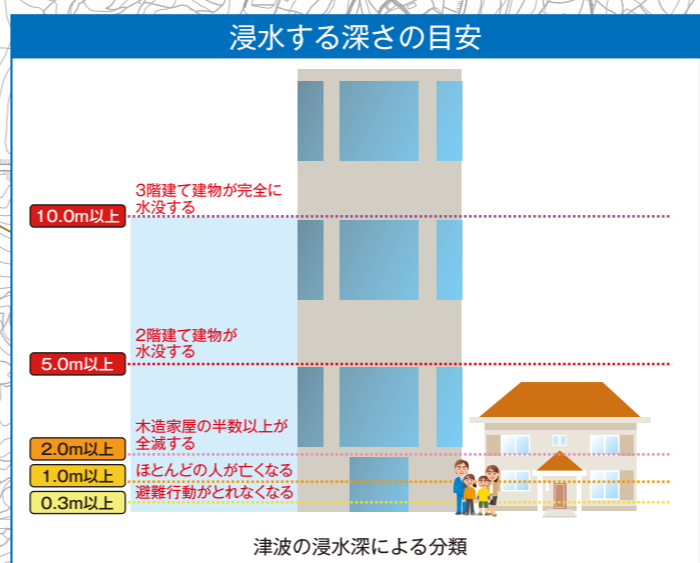 浸水する深さの目安
3階建て建物が完全に
水没する
10.0m以上
2階建て建物が
水没する
5.0m以上
木造家屋の半数以上が
全滅する
2.0m以上
ほとんどの人が亡くなる
1.0m以上
避難行動がとれなくなる
0.3m以上
津波の浸水深による分類